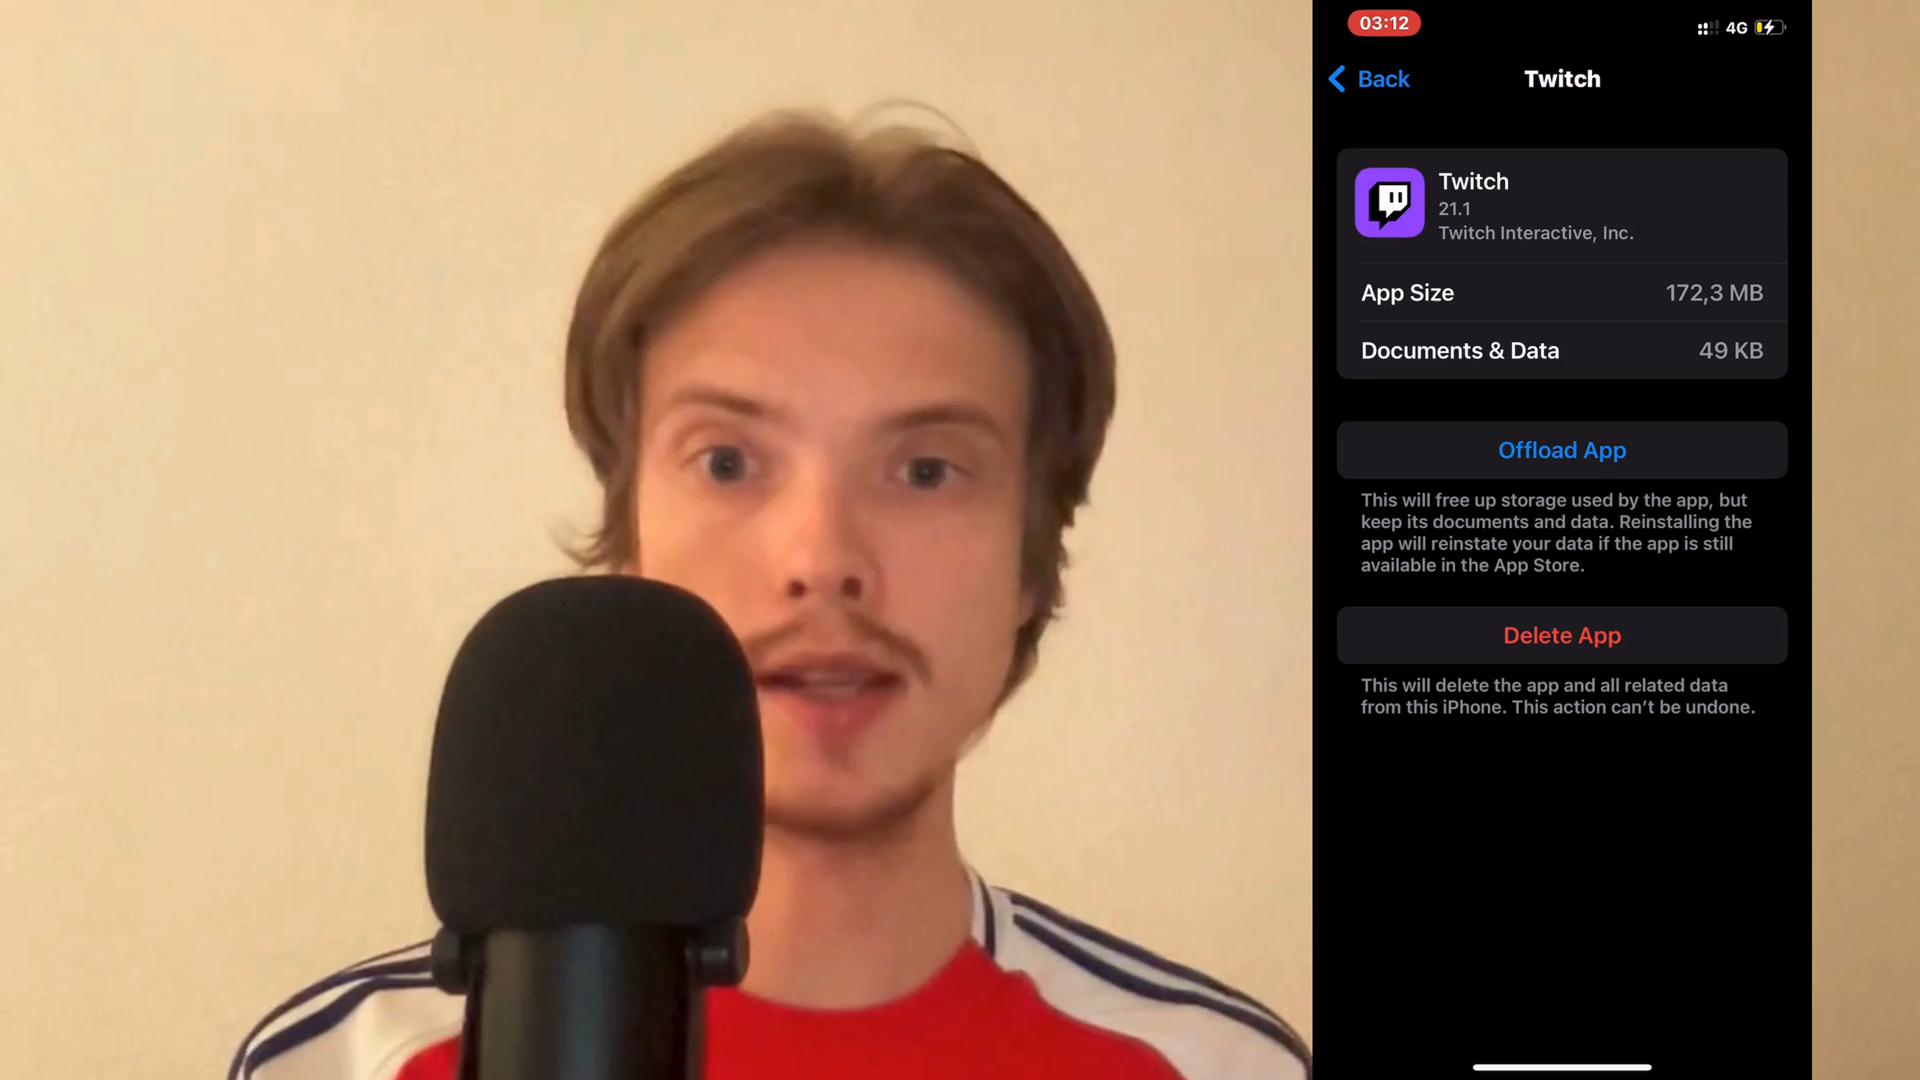 03:12
4G
Back
Twitch
Twitch
21.1
Twitch Interactive, Inc.
App Size 172,3 MB
Documents & Data 49 KB
Offload App
This will free up storage used by the app, but
keep its documents and data. Reinstalling the
app will reinstate your data if the app is still
available in the App Store.
Delete App
This will delete the app and all related data
from this iPhone. This action can’t be undone.